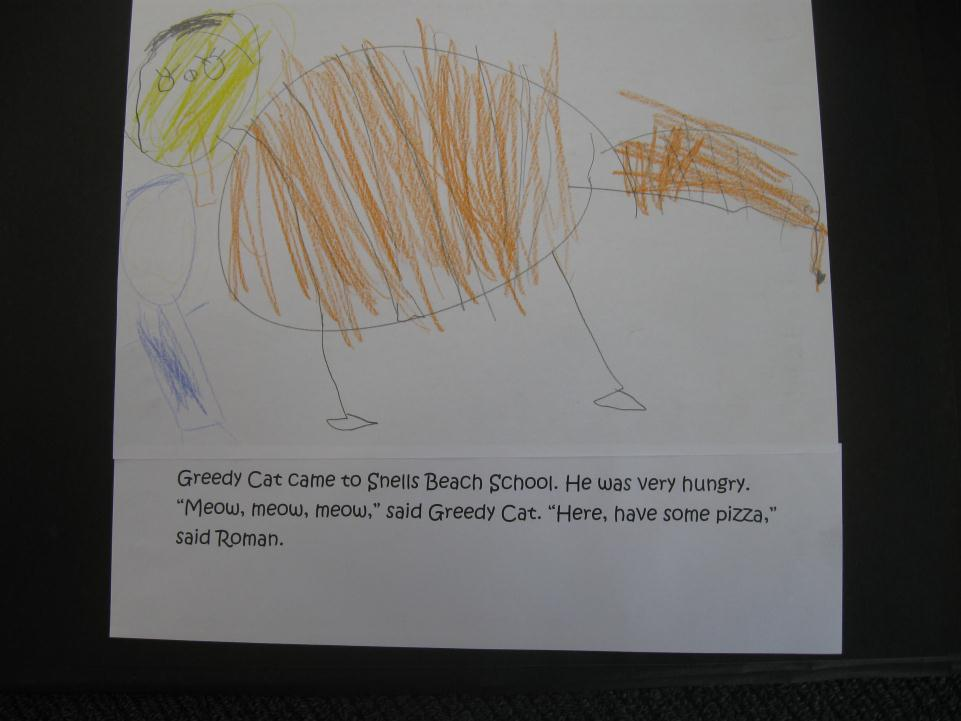 Greedy Cat came to Snells Beach School. He was very hungry.
“Meow, meow, meow,” said Greedy Cat. “Here, have some pizza,”
said Roman.